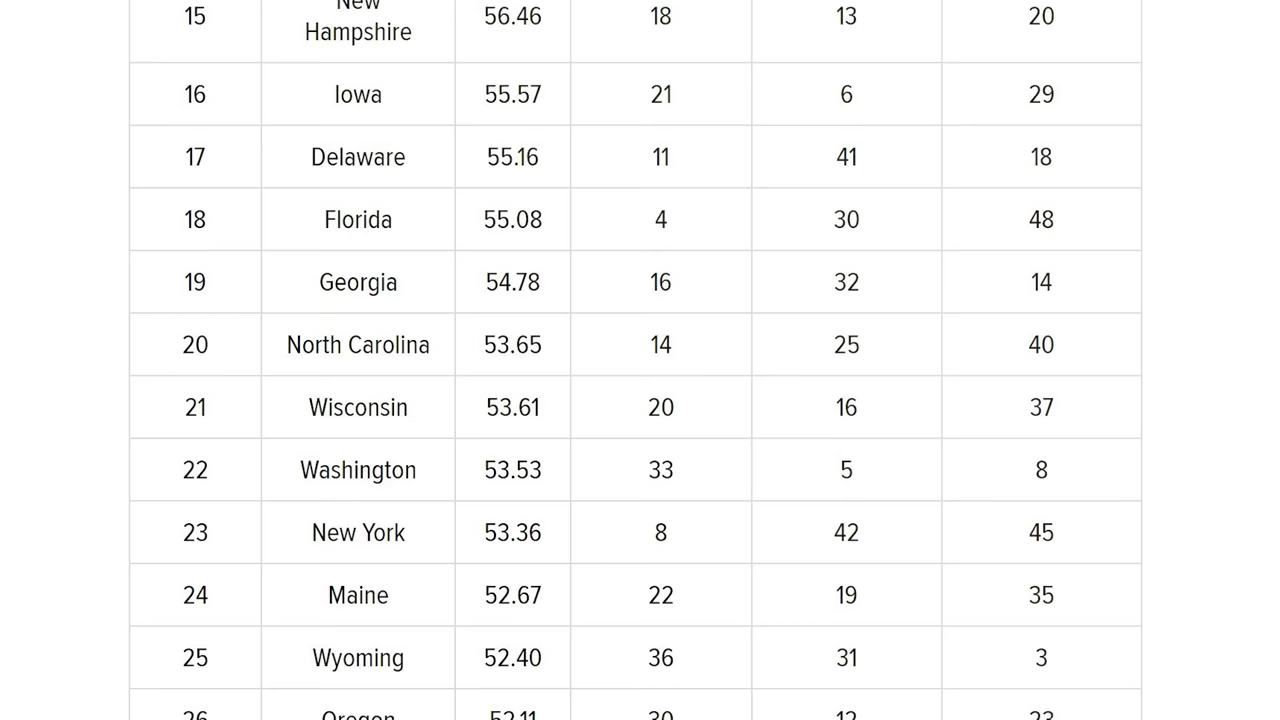 15 New Hampshire 56.46 18 13 20
16 Iowa 55.57 21 6 29
17 Delaware 55.16 11 41 18
18 Florida 55.08 4 30 48
19 Georgia 54.78 16 32 14
20 North Carolina 53.65 14 25 40
21 Wisconsin 53.61 20 16 37
22 Washington 53.53 33 5 8
23 New York 53.36 8 42 45
24 Maine 52.67 22 19 35
25 Wyoming 52.40 36 31 3
26 Oregon 52.11 30 12 23